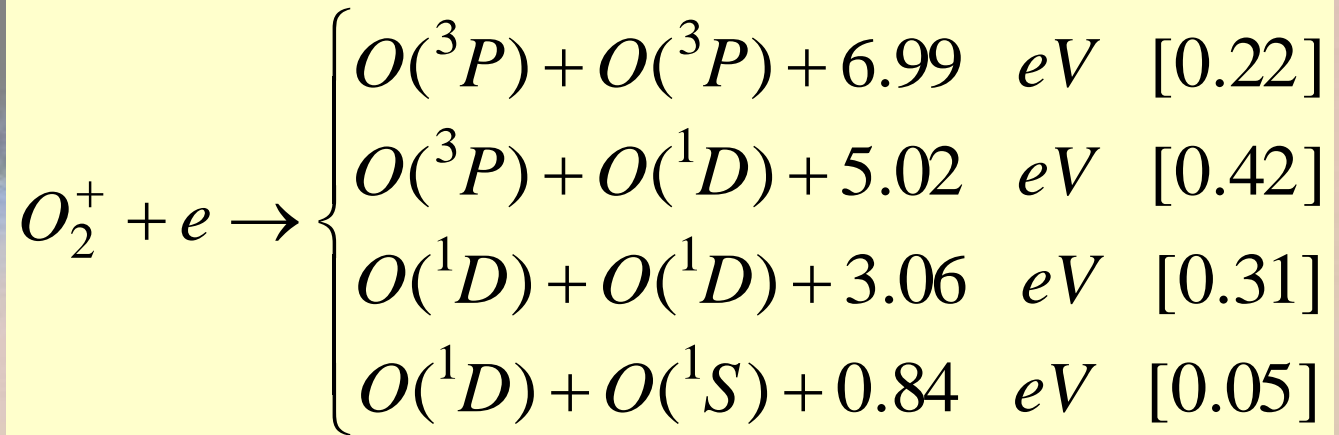 O(³P) + O(³P) + 6.99 eV [0.22]
O(³P) + O(¹D) + 5.02 eV [0.42]
O₂⁺ + e → {
O(¹D) + O(¹D) + 3.06 eV [0.31]
O(¹D) + O(¹S) + 0.84 eV [0.05]